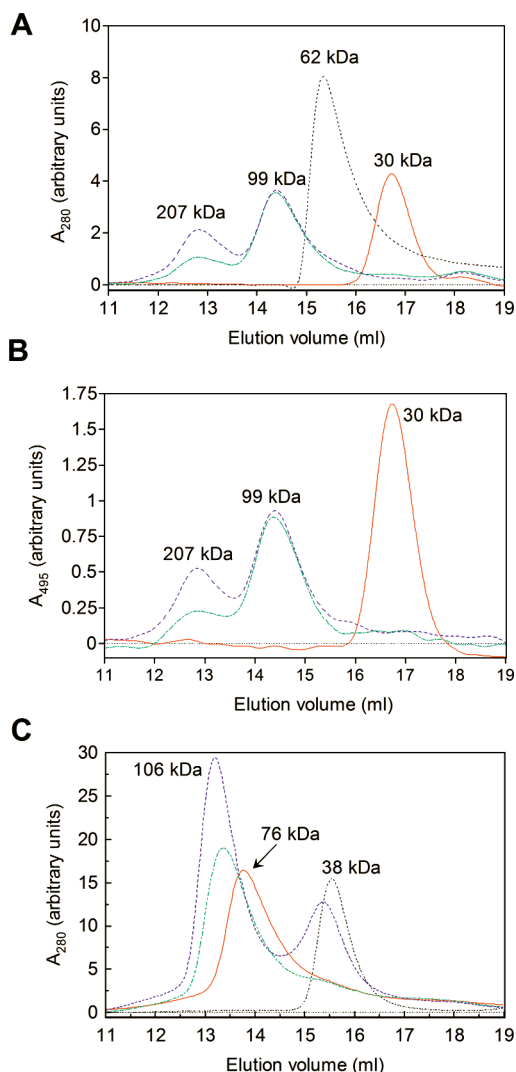 A
10
8
6
4
2
0
A280 (arbitrary units)
62 kDa
30 kDa
99 kDa
207 kDa
11 12 13 14 15 16 17 18 19
Elution volume (ml)
B
1.75
1.5
1.25
1
0.75
0.5
0.25
0
A495 (arbitrary units)
30 kDa
99 kDa
207 kDa
11 12 13 14 15 16 17 18 19
Elution volume (ml)
C
30
25
20
15
10
5
0
A280 (arbitrary units)
106 kDa
76 kDa
38 kDa
11 12 13 14 15 16 17 18 19
Elution volume (ml)